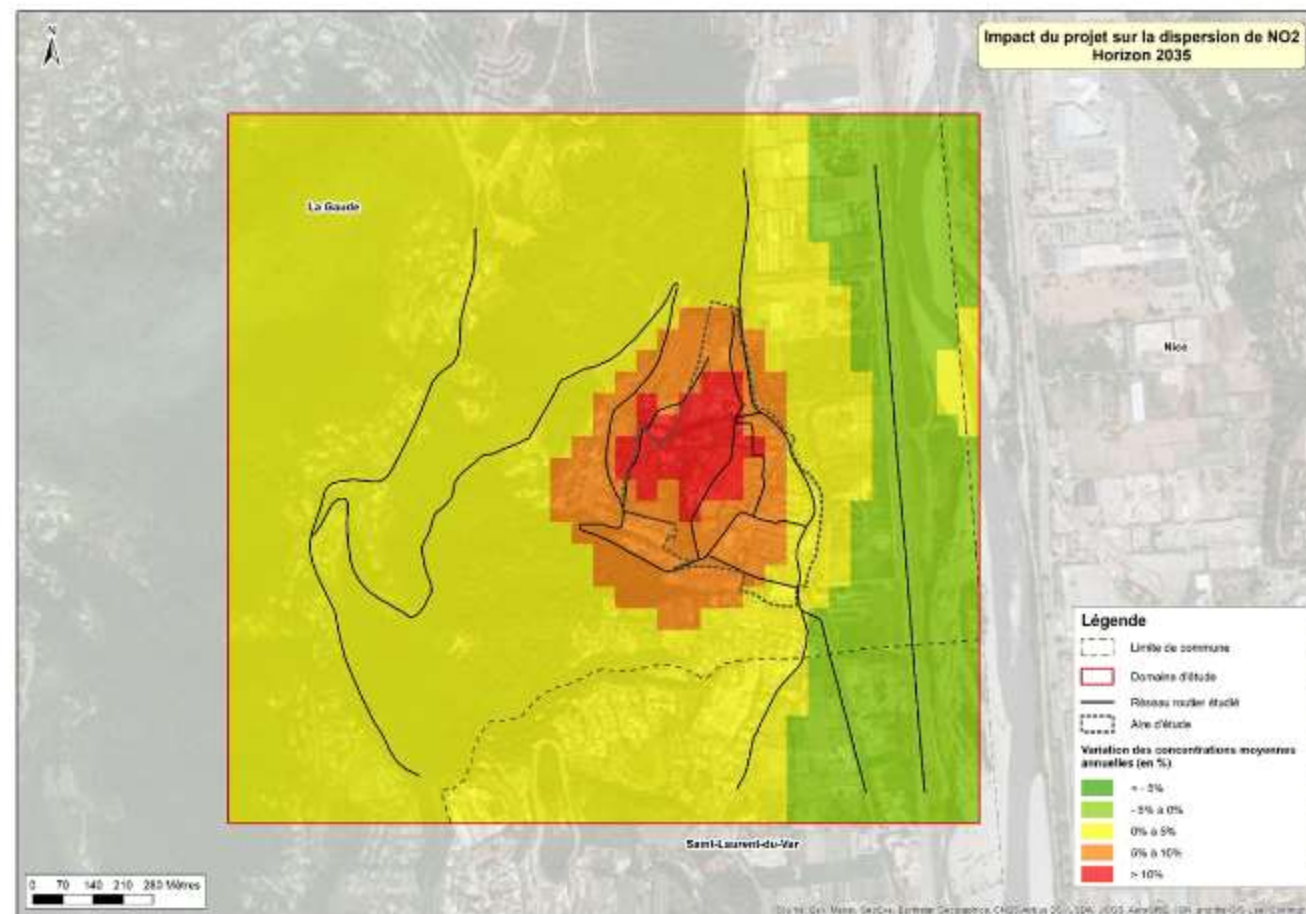 N
Impact du projet sur la dispersion de NO2
Horizon 2035
La Gaude
Nice
Saint-Laurent-du-Var
Légende
Limite de commune
Domaine d'étude
Réseau routier étudié
Aire d'étude
Variation des concentrations moyennes
annuelles (en %)
< - 5%
- 5% à 0%
0% à 5%
5% à 10%
> 10%
0 70 140 210 280 Mètres